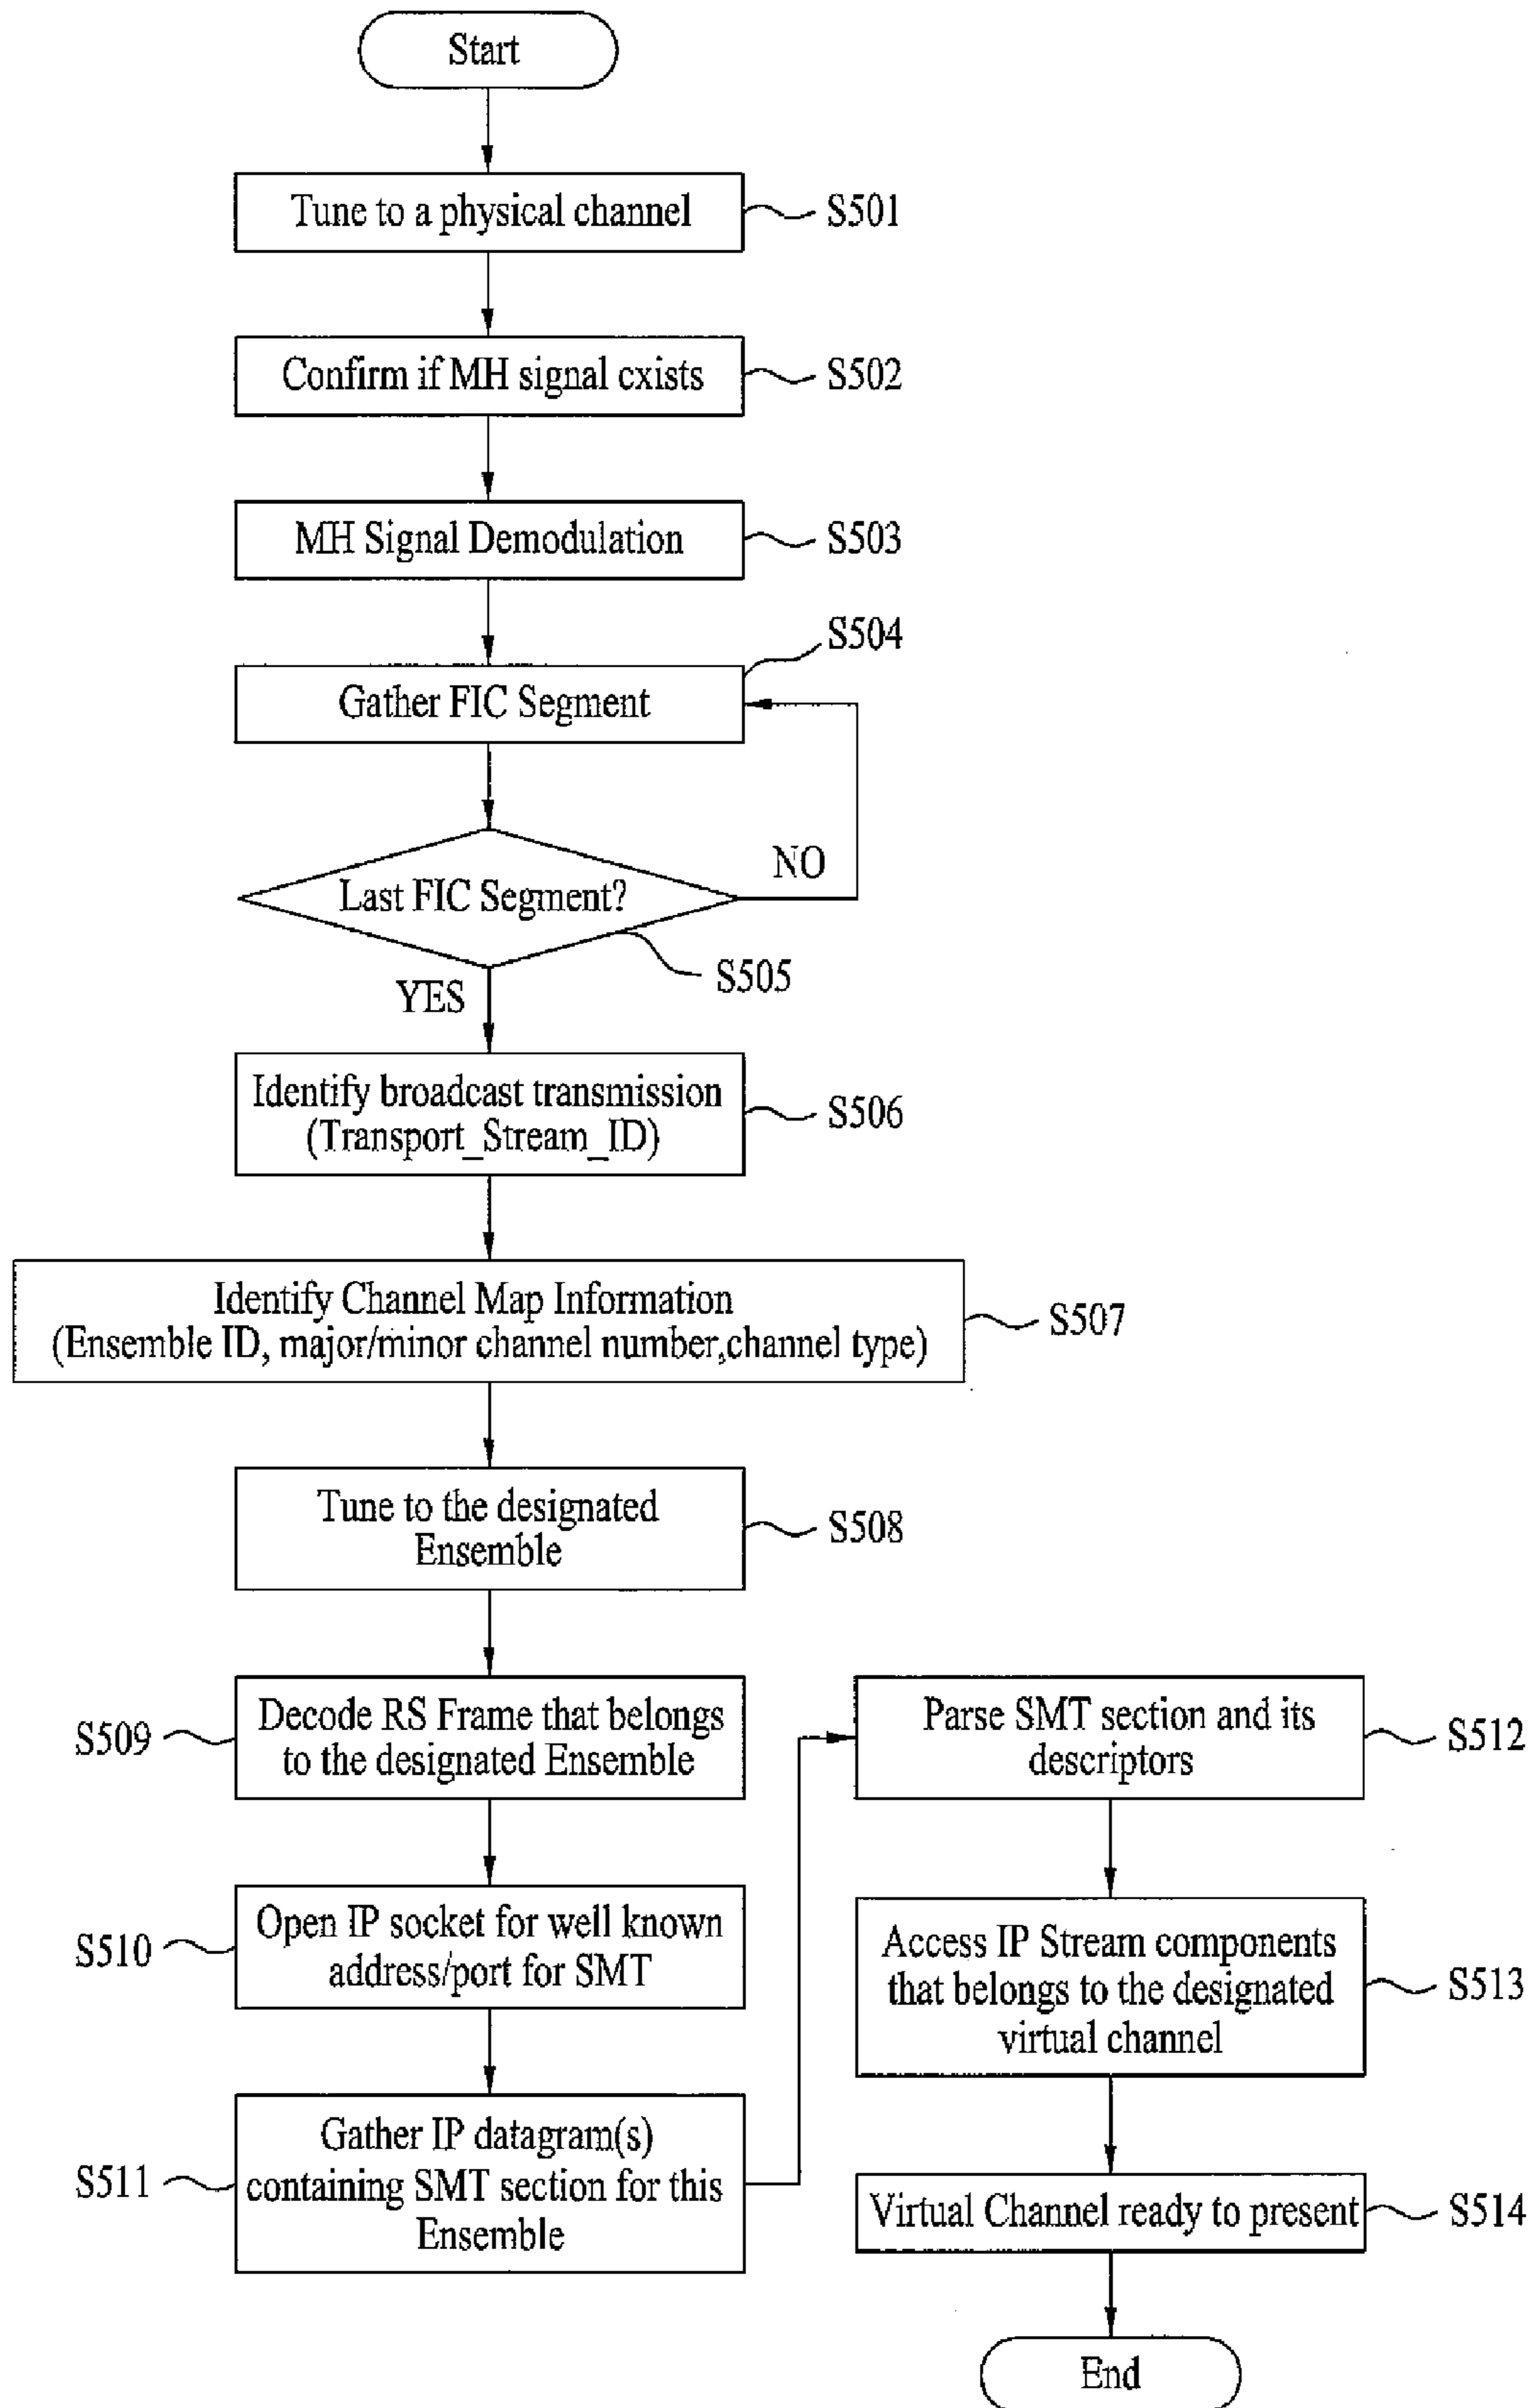 Start
Tune to a physical channel
S501
Confirm if MH signal exists
S502
MH Signal Demodulation
S503
S504
Gather FIC Segment
NO
Last FIC Segment?
S505
YES
Identify broadcast transmission
(Transport_Stream_ID)
S506
Identify Channel Map Information
(Ensemble ID, major/minor channel number,channel type)
S507
Tune to the designated
Ensemble
S508
S509
Decode RS Frame that belongs
to the designated Ensemble
S510
Open IP socket for well known
address/port for SMT
S511
Gather IP datagram(s)
containing SMT section for this
Ensemble
Parse SMT section and its
descriptors
S512
Access IP Stream components
that belongs to the designated
virtual channel
S513
Virtual Channel ready to present
S514
End